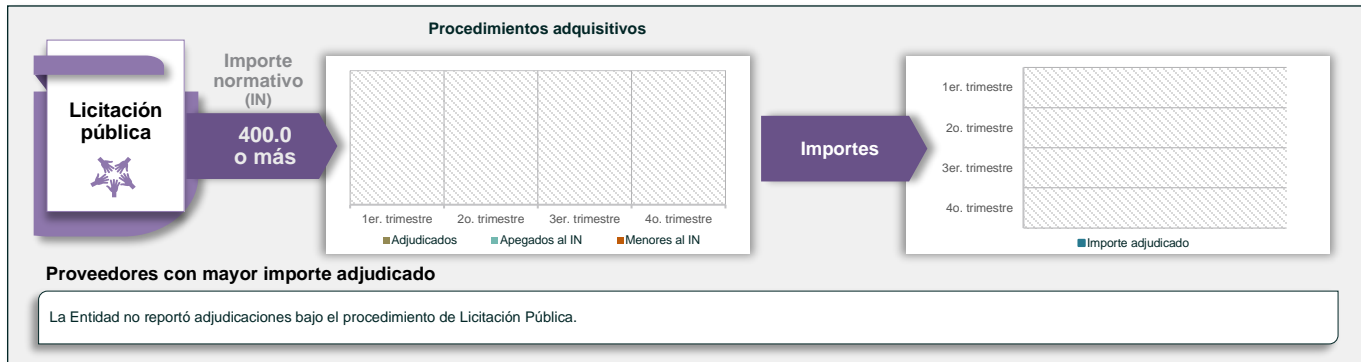 Procedimientos adquisitivos
Licitación
pública
Importe
normativo
(IN)
400.0
o más
1er. trimestre 2o. trimestre 3er. trimestre 4o. trimestre
Adjudicados Apegados al IN Menores al IN
Importes
1er. trimestre
2o. trimestre
3er. trimestre
4o. trimestre
Importe adjudicado
Proveedores con mayor importe adjudicado
La Entidad no reportó adjudicaciones bajo el procedimiento de Licitación Pública.